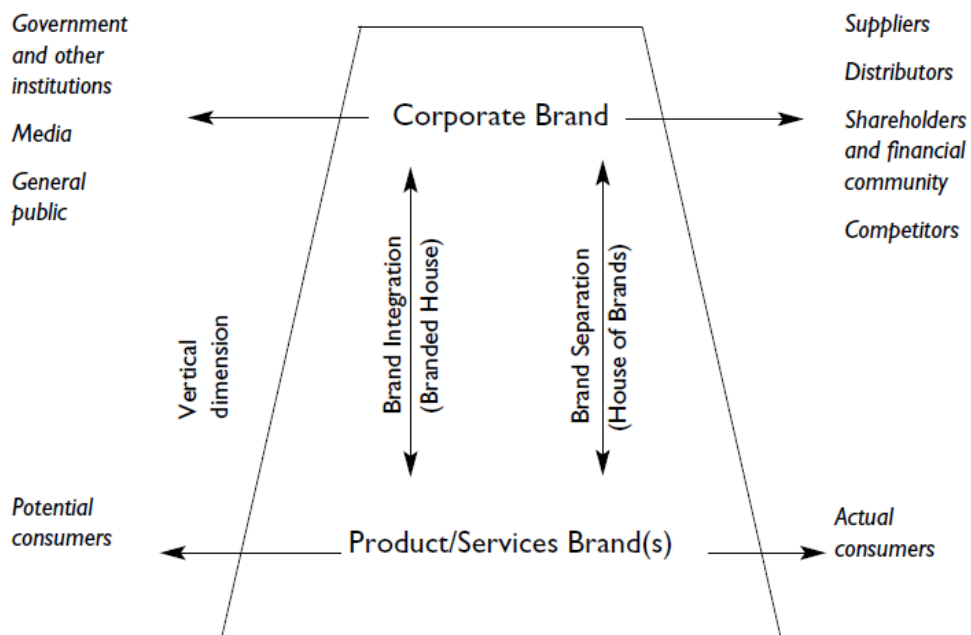 Government
and other
institutions
Media
General
public
Suppliers
Distributors
Shareholders
and financial
community
Competitors
Corporate Brand
Vertical
dimension
Brand Integration
(Branded House)
Brand Separation
(House of Brands)
Potential
consumers
Product/Services Brand(s)
Actual
consumers